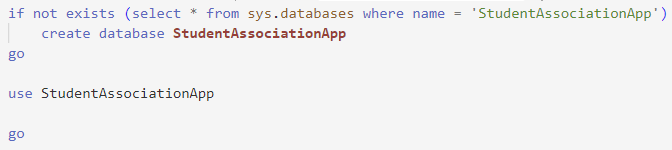 if not exists (select * from sys.databases where name = 'StudentAssociationApp')
    create database StudentAssociationApp
go
use StudentAssociationApp
go